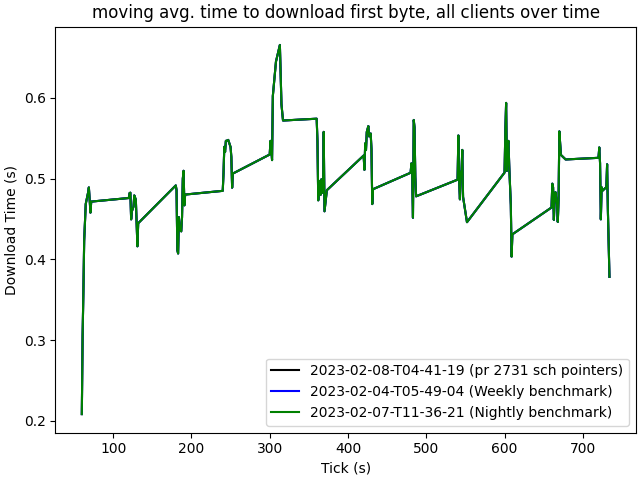 moving avg. time to download first byte, all clients over time
Download Time (s)
0.6
0.5
0.4
0.3
0.2
2023-02-08-T04-41-19 (pr 2731 sch pointers)
2023-02-04-T05-49-04 (Weekly benchmark)
2023-02-07-T11-36-21 (Nightly benchmark)
100 200 300 400 500 600 700
Tick (s)